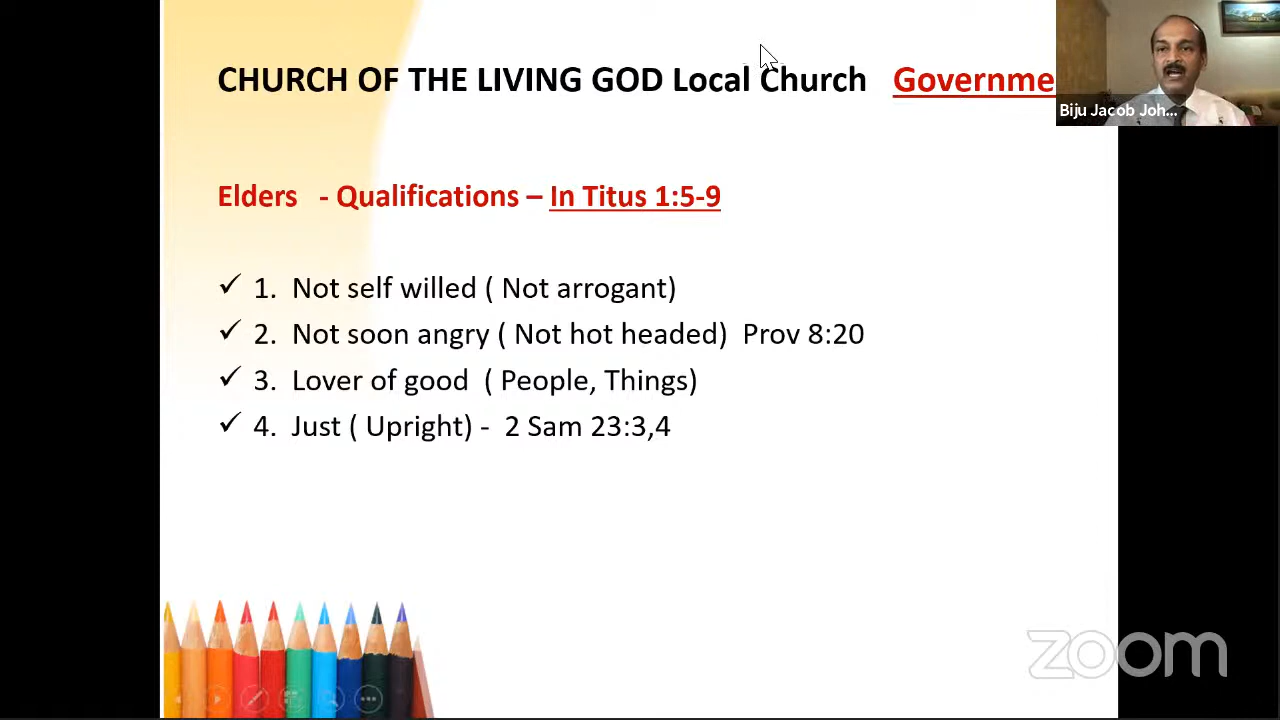 CHURCH OF THE LIVING GOD Local Church Governme
Biju Jacob Joh...
Elders - Qualifications – In Titus 1:5-9
✓ 1. Not self willed ( Not arrogant)
✓ 2. Not soon angry ( Not hot headed) Prov 8:20
✓ 3. Lover of good ( People, Things)
✓ 4. Just ( Upright) - 2 Sam 23:3,4
zoom